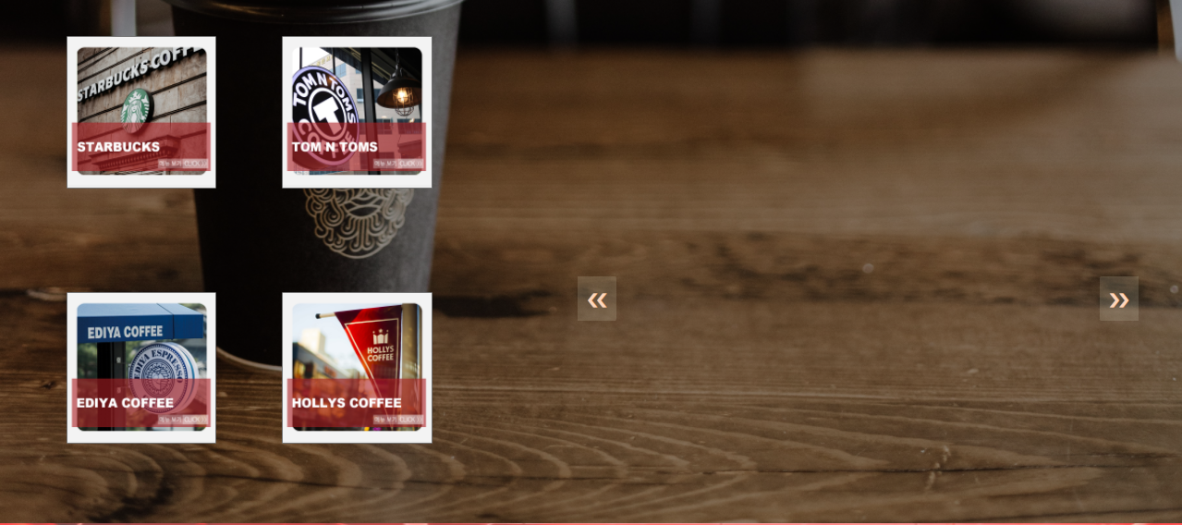 STARBUCKS COFF
STARBUCKS
TOM N TOMS
TOM N TOMS
«
»
EDIYA COFFEE
EDIYA ESPRESSO
EDIYA COFFEE
HOLLYS
COFFEE
HOLLYS COFFEE